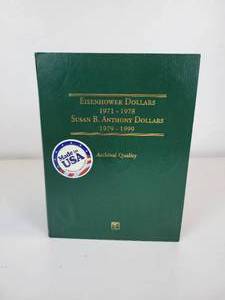 EISENHOWER DOLLARS
1971 - 1978
SUSAN B. ANTHONY DOLLARS
1979 - 1999
Made in
USA
Archival Quality